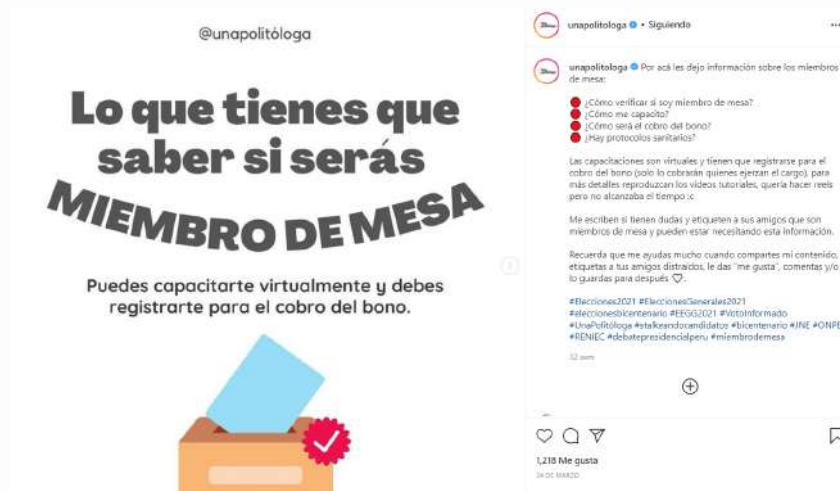 @unapolitóloga
Lo que tienes que
saber si serás
MIEMBRO DE MESA
Puedes capacitarte virtualmente y debes
registrarte para el cobro del bono.
unapolitologa • Siguiendo
unapolitologa Por acá les dejo información sobre los miembros
de mesa:
¿Cómo verificar si soy miembro de mesa?
¿Cómo me capacito?
¿Cómo será el cobro del bono?
¿Hay protocolos sanitarios?
Las capacitaciones son virtuales y tienen que registrarse para el
cobro del bono (solo lo cobrarán quienes ejerzan el cargo), para
más detalles reproduzcan los videos tutoriales, quería hacer reels
pero no alcanzaba el tiempo :c
Me escriben si tienen dudas y etiqueten a sus amigos que son
miembros de mesa y pueden estar necesitando esta información.
Recuerda que me ayudas mucho cuando compartes mi contenido,
etiquetas a tus amigos distraídos, le das "me gusta", comentas y/o
lo guardas para después
#Elecciones2021 #EleccionesGenerales2021
#eleccionesbicentenario #EEGG2021 #VotoInformado
#UnaPolitóloga #stalkeandocandidatos #bicentenario #JNE #ONPE
#RENIEC #debatepresidencialperu #miembrodemesa
32 sem
1,218 Me gusta
24 DE MARZO